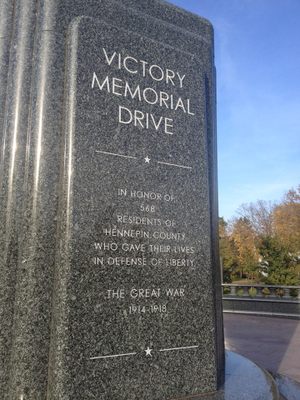 VICTORY
MEMORIAL
DRIVE
IN HONOR OF
568
RESIDENTS OF
HENNEPIN COUNTY
WHO GAVE THEIR LIVES
IN DEFENSE OF LIBERTY
THE GREAT WAR
1914-1918